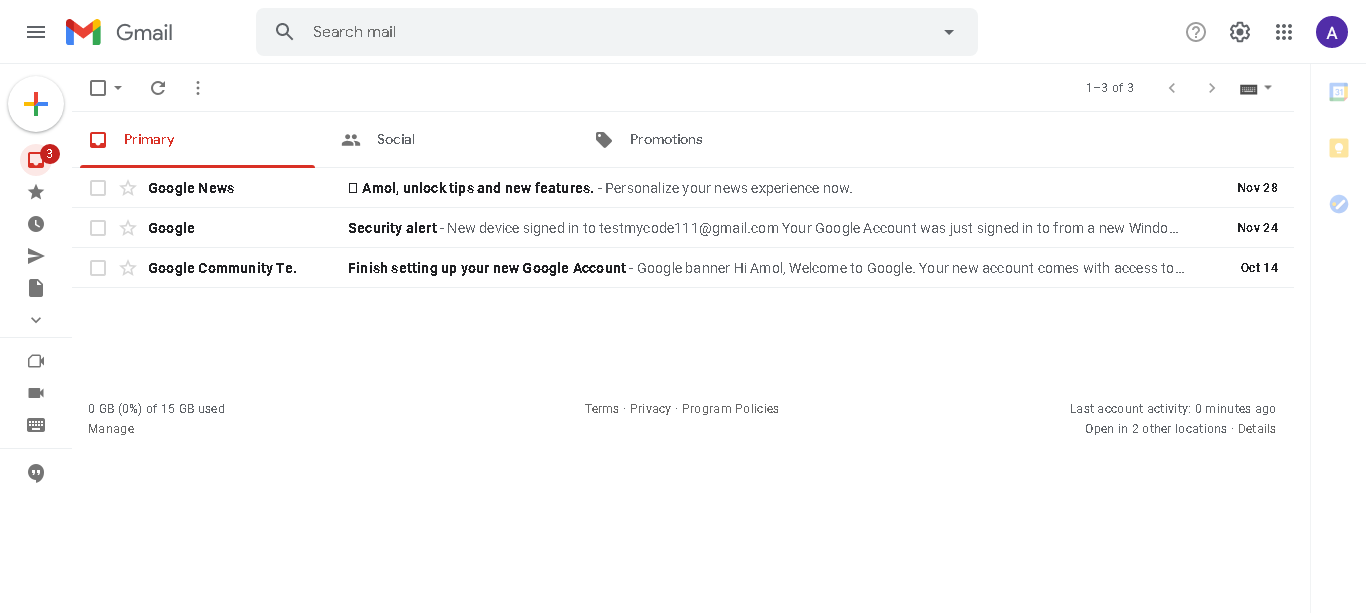 Gmail
Search mail
A
1–3 of 3
3
Primary
Social
Promotions
Google News
Amol, unlock tips and new features. - Personalize your news experience now.
Nov 28
Google
Security alert - New device signed in to testmycode111@gmail.com Your Google Account was just signed in to from a new Windo...
Nov 24
Google Community Te.
Finish setting up your new Google Account - Google banner Hi Amol, Welcome to Google. Your new account comes with access to...
Oct 14
0 GB (0%) of 15 GB used
Manage
Terms · Privacy · Program Policies
Last account activity: 0 minutes ago
Open in 2 other locations · Details
31